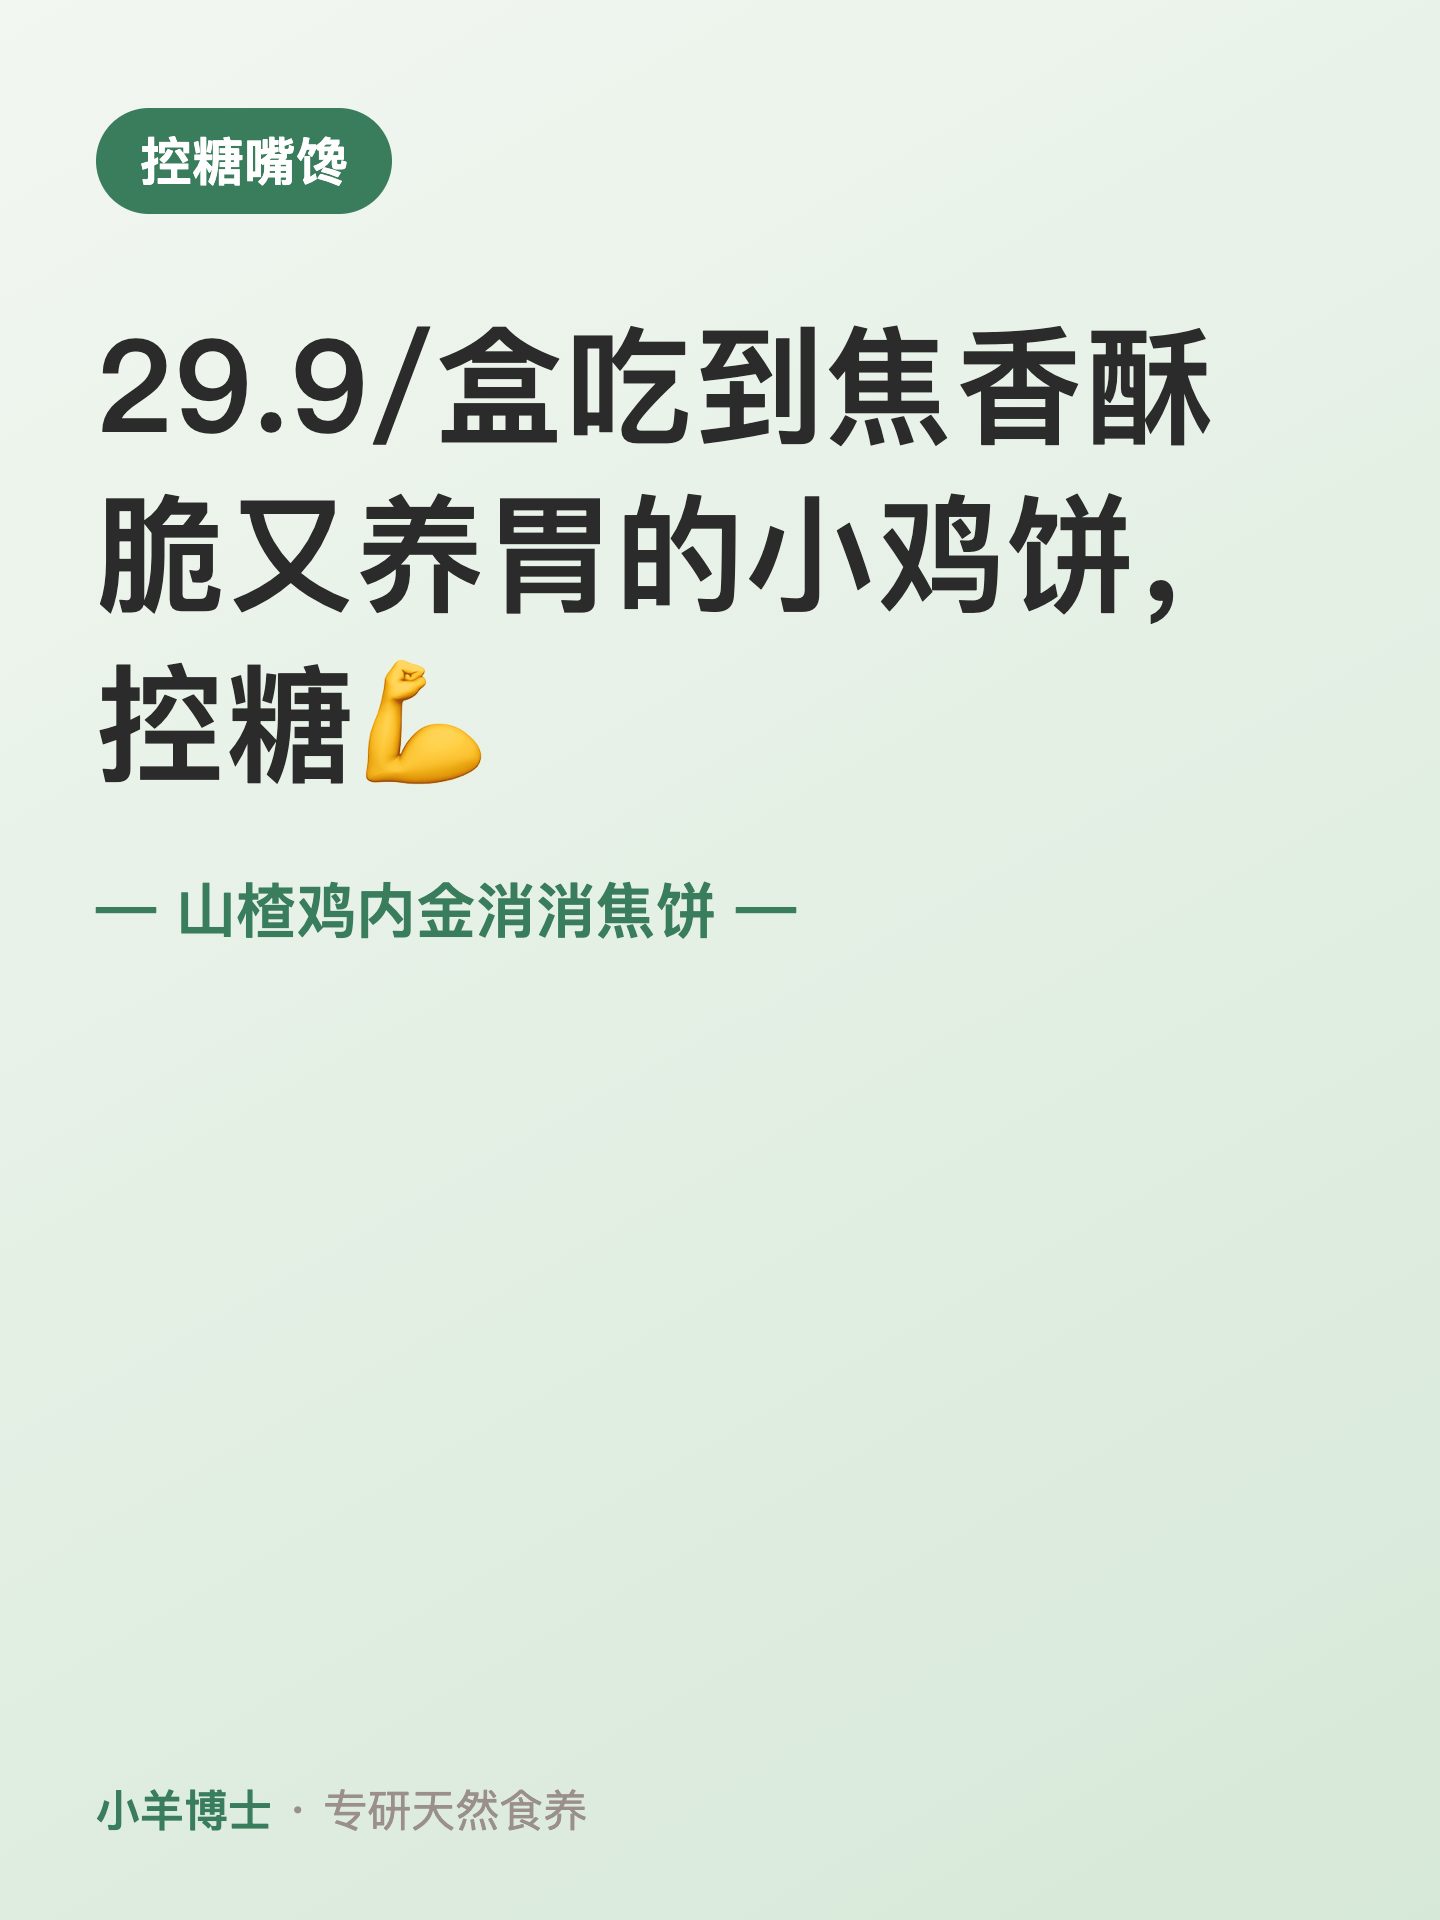 控糖嘴馋
29.9/盒吃到焦香酥
脆又养胃的小鸡饼，
控糖💪
— 山楂鸡内金消消焦饼 —
小羊博士 · 专研天然食养